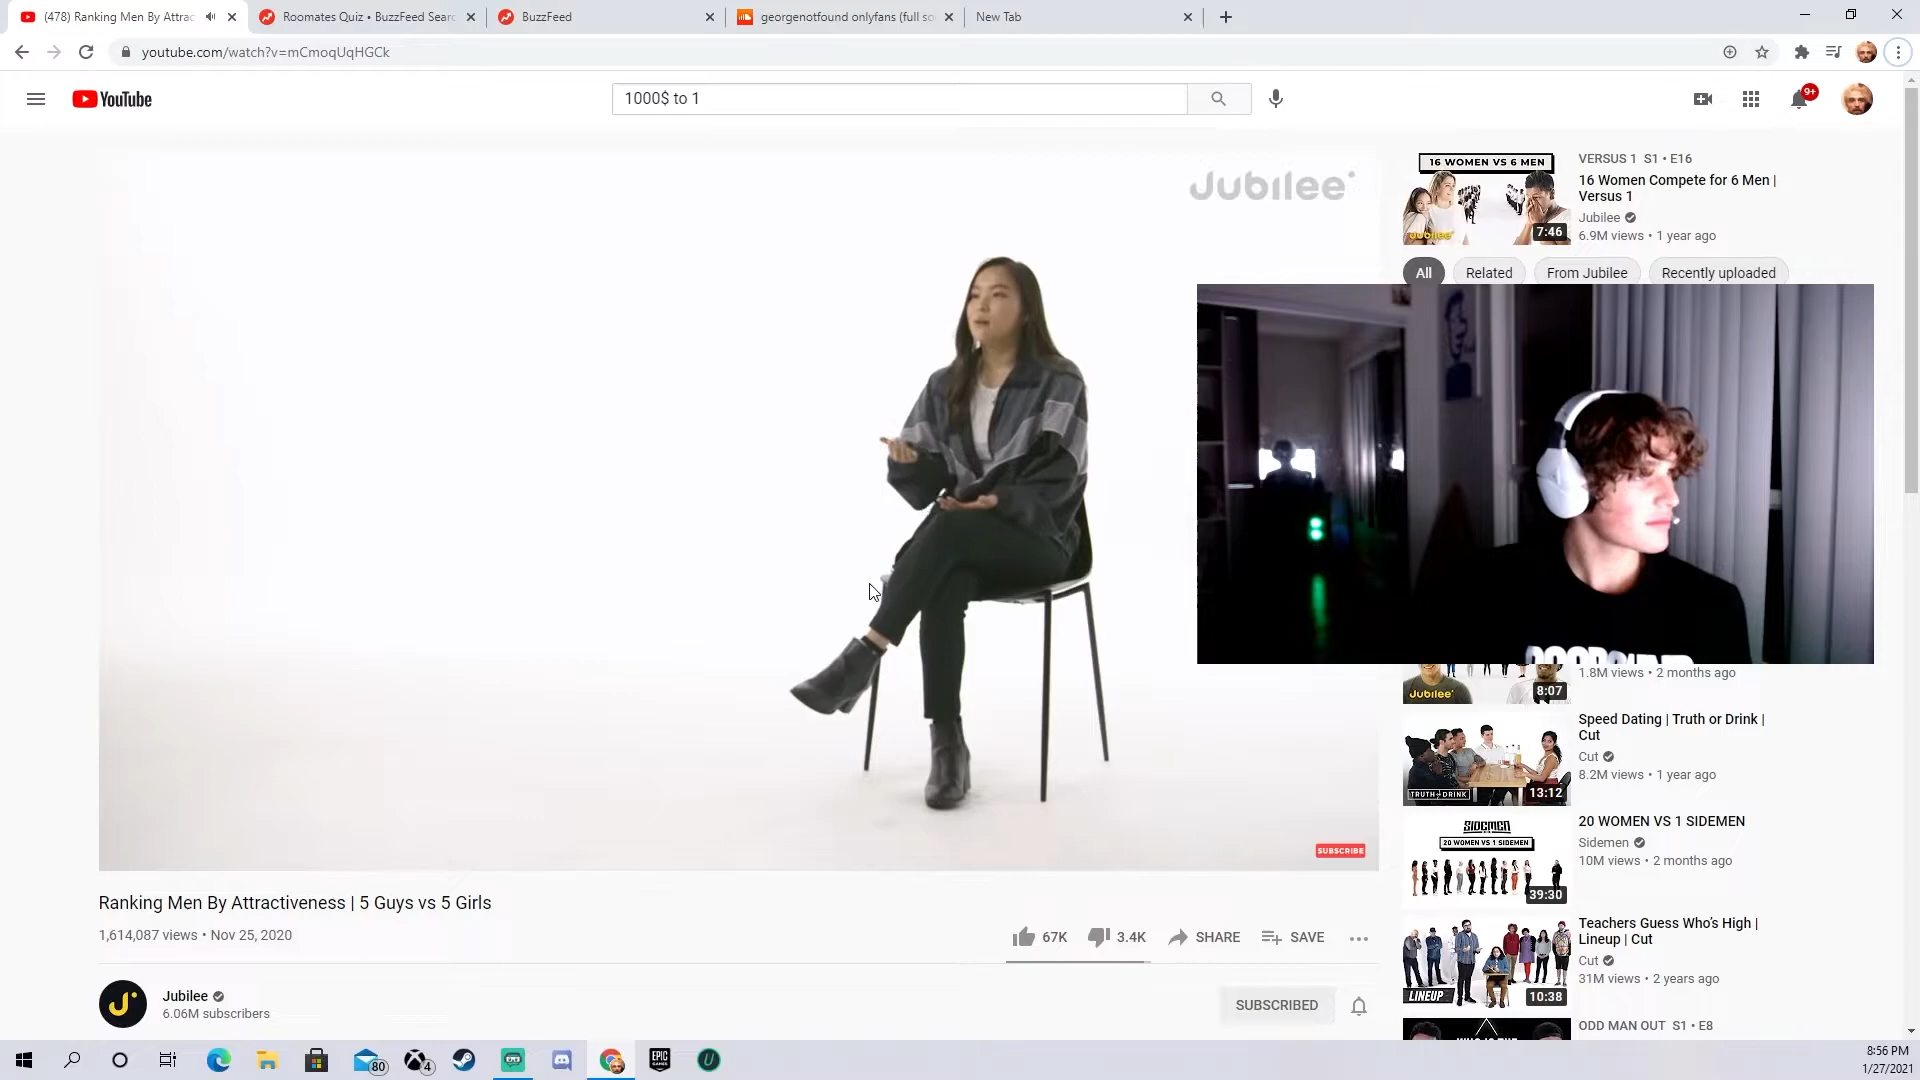 (478) Ranking Men By Attrac
Roomates Quiz • BuzzFeed Searc
BuzzFeed
georgenotfound onlyfans (full so
New Tab
youtube.com/watch?v=mCmoqUqHGCk
YouTube
1000$ to 1
9+
Jubilee
16 WOMEN VS 6 MEN
Jubilee
7:46
VERSUS 1 S1 • E16
16 Women Compete for 6 Men |
Versus 1
Jubilee
6.9M views • 1 year ago
All
Related
From Jubilee
Recently uploaded
Jubilee
8:07
1.8M views • 2 months ago
TRUTH DRINK
13:12
Speed Dating | Truth or Drink |
Cut
Cut
8.2M views • 1 year ago
SIDEMEN
20 WOMEN VS 1 SIDEMEN
39:30
20 WOMEN VS 1 SIDEMEN
Sidemen
10M views • 2 months ago
LINEUP
10:38
Teachers Guess Who's High |
Lineup | Cut
Cut
31M views • 2 years ago
ODD MAN OUT S1 • E8
SUBSCRIBE
Ranking Men By Attractiveness | 5 Guys vs 5 Girls
1,614,087 views • Nov 25, 2020
67K
3.4K
SHARE
SAVE
Jubilee
6.06M subscribers
SUBSCRIBED
80
4
EPIC
GAMES
8:56 PM
1/27/2021